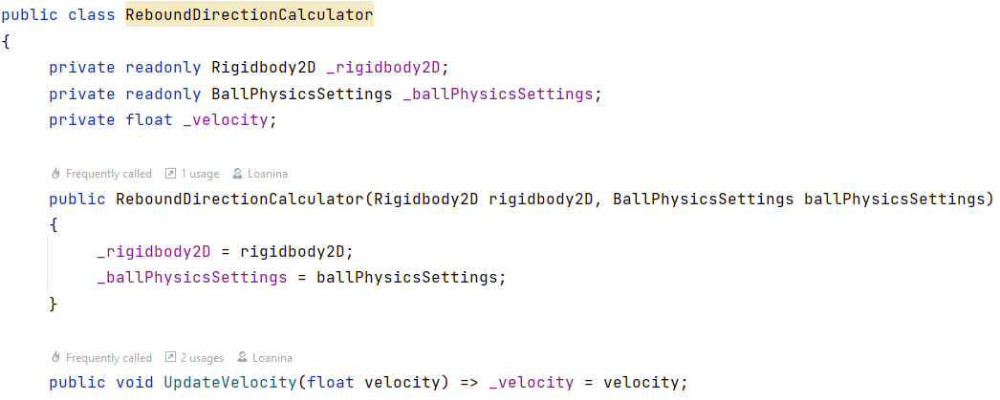 public class ReboundDirectionCalculator
{
private readonly Rigidbody2D _rigidbody2D;
private readonly BallPhysicsSettings _ballPhysicsSettings;
private float _velocity;
Frequently called 1 usage Loanina
public ReboundDirectionCalculator(Rigidbody2D rigidbody2D, BallPhysicsSettings ballPhysicsSettings)
{
_rigidbody2D = rigidbody2D;
_ballPhysicsSettings = ballPhysicsSettings;
}
Frequently called 2 usages Loanina
public void UpdateVelocity(float velocity) => _velocity = velocity;